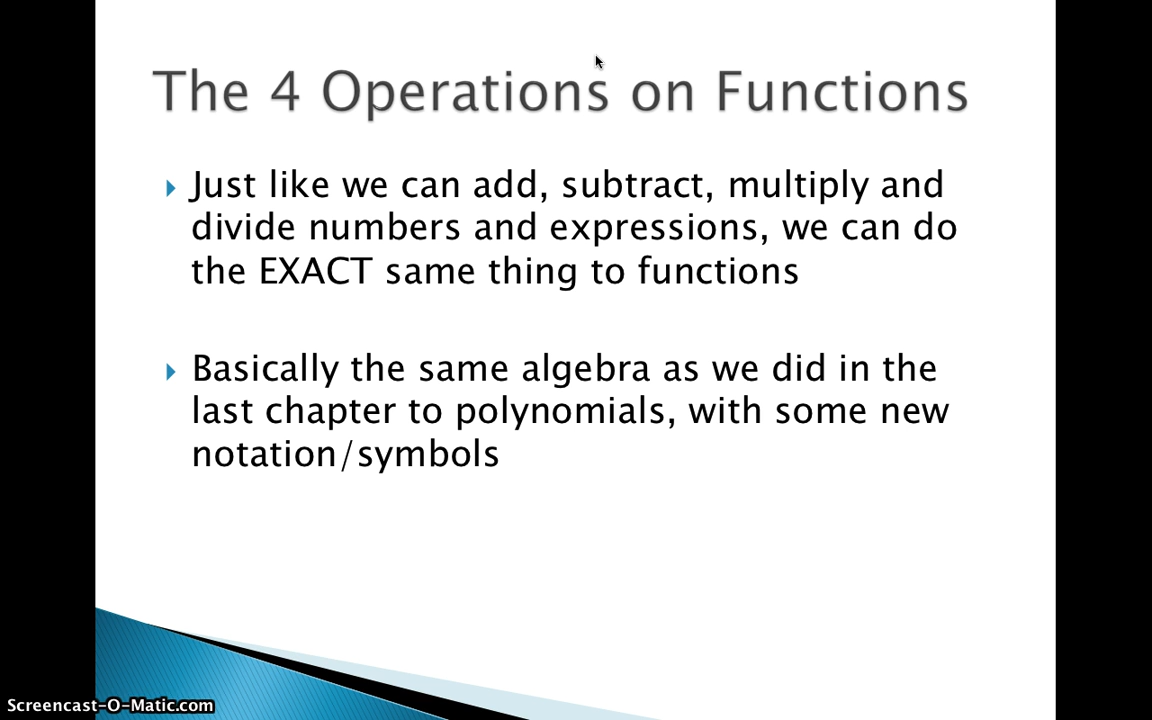 The 4 Operations on Functions
Just like we can add, subtract, multiply and
divide numbers and expressions, we can do
the EXACT same thing to functions
Basically the same algebra as we did in the
last chapter to polynomials, with some new
notation/symbols
Screencast-O-Matic.com